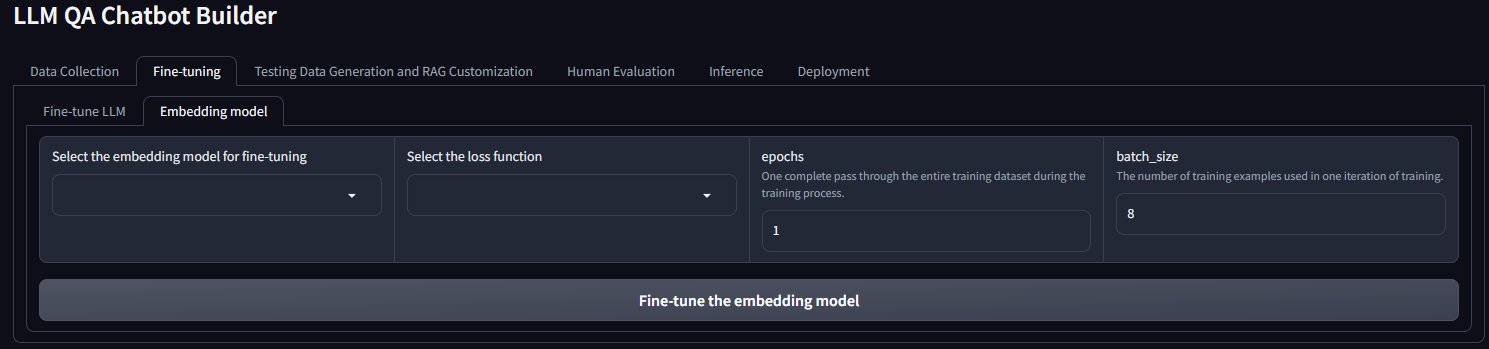 LLM QA Chatbot Builder
Data Collection
Fine-tuning
Testing Data Generation and RAG Customization
Human Evaluation
Inference
Deployment
Fine-tune LLM
Embedding model
Select the embedding model for fine-tuning
Select the loss function
epochs
One complete pass through the entire training dataset during the
training process.
1
batch_size
The number of training examples used in one iteration of training.
8
Fine-tune the embedding model